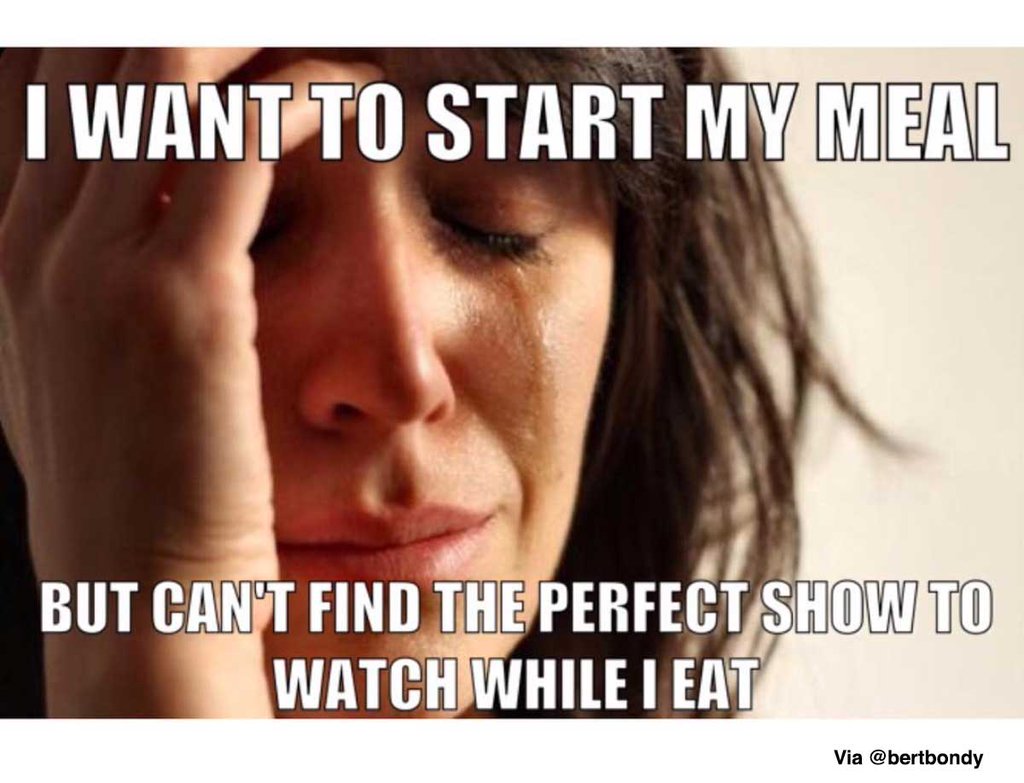 I WANT TO START MY MEAL
BUT CAN'T FIND THE PERFECT SHOW TO
WATCH WHILE I EAT
Via @bertbondy